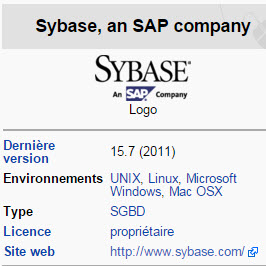 Sybase, an SAP company
SYBASE®
An SAP Company
Logo
Dernière version 15.7 (2011)
Environnements UNIX, Linux, Microsoft
Windows, Mac OSX
Type SGBD
Licence propriétaire
Site web http://www.sybase.com/